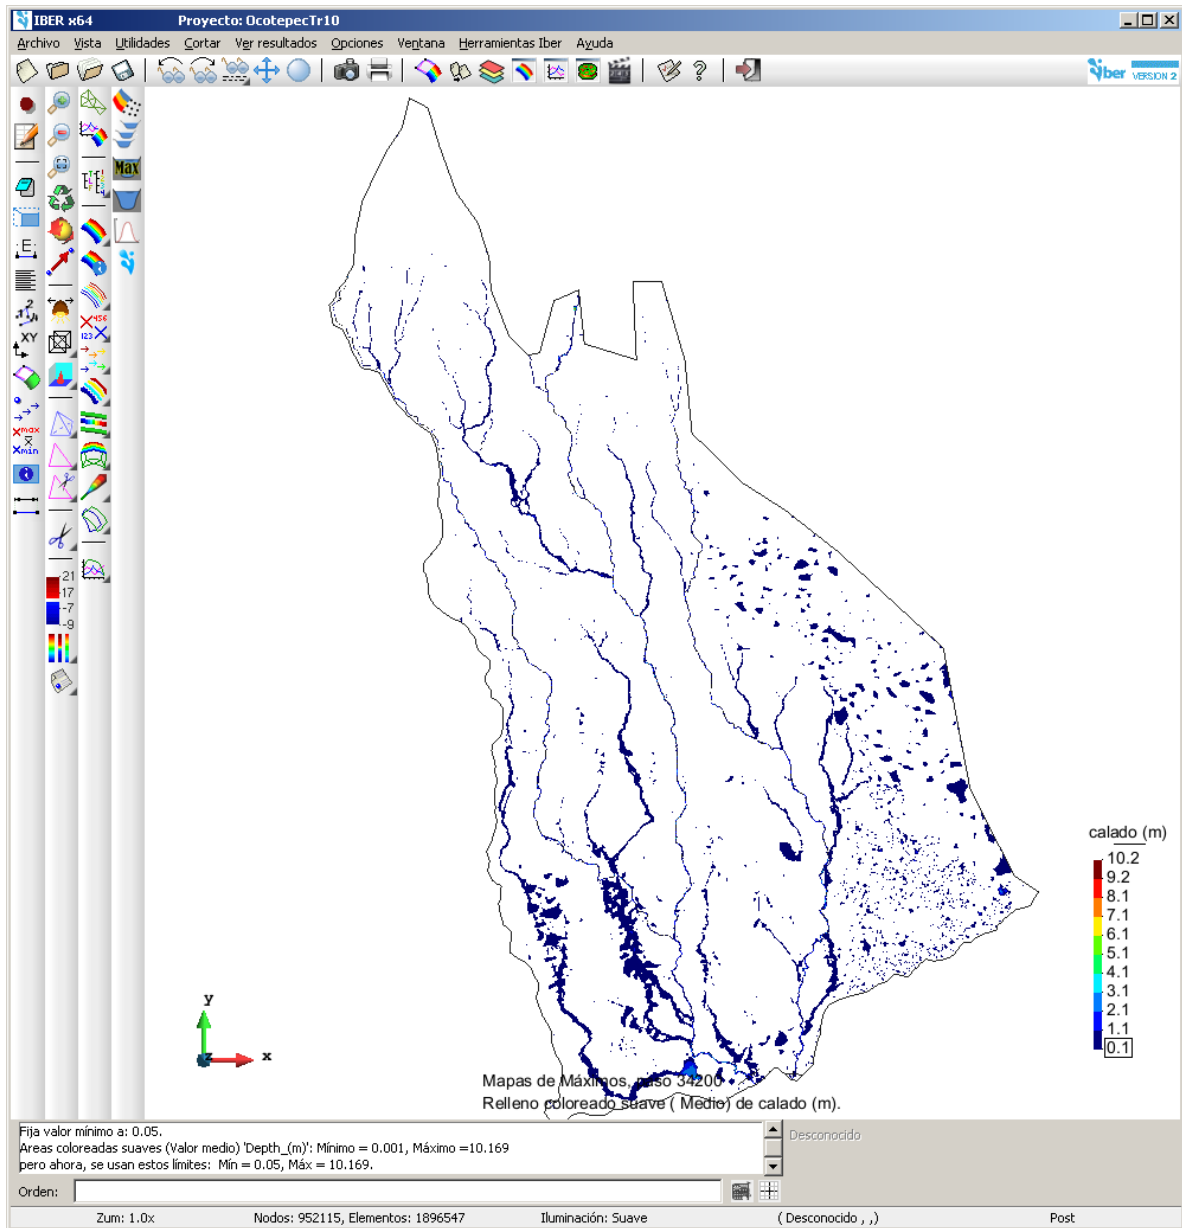 IBER x64 Proyecto: OcotepecTr10
Archivo Vista Utilidades Cortar Ver resultados Opciones Ventana Herramientas Iber Ayuda
Iber VERSION 2
Max
E
XY
xmax
x
xmin
456
123
21
17
-7
-9
calado (m)
10.2
9.2
8.1
7.1
6.1
5.1
4.1
3.1
2.1
1.1
0.1
y
z
x
Mapas de Máximos, paso 34200
Relleno coloreado suave ( Medio) de calado (m).
Fija valor mínimo a: 0.05.
Areas coloreadas suaves (Valor medio) 'Depth_(m)': Mínimo = 0.001, Máximo =10.169
pero ahora, se usan estos límites: Mín = 0.05, Máx = 10.169.
Desconocido
Orden:
Zum: 1.0x Nodos: 952115, Elementos: 1896547 Iluminación: Suave ( Desconocido , ,) Post